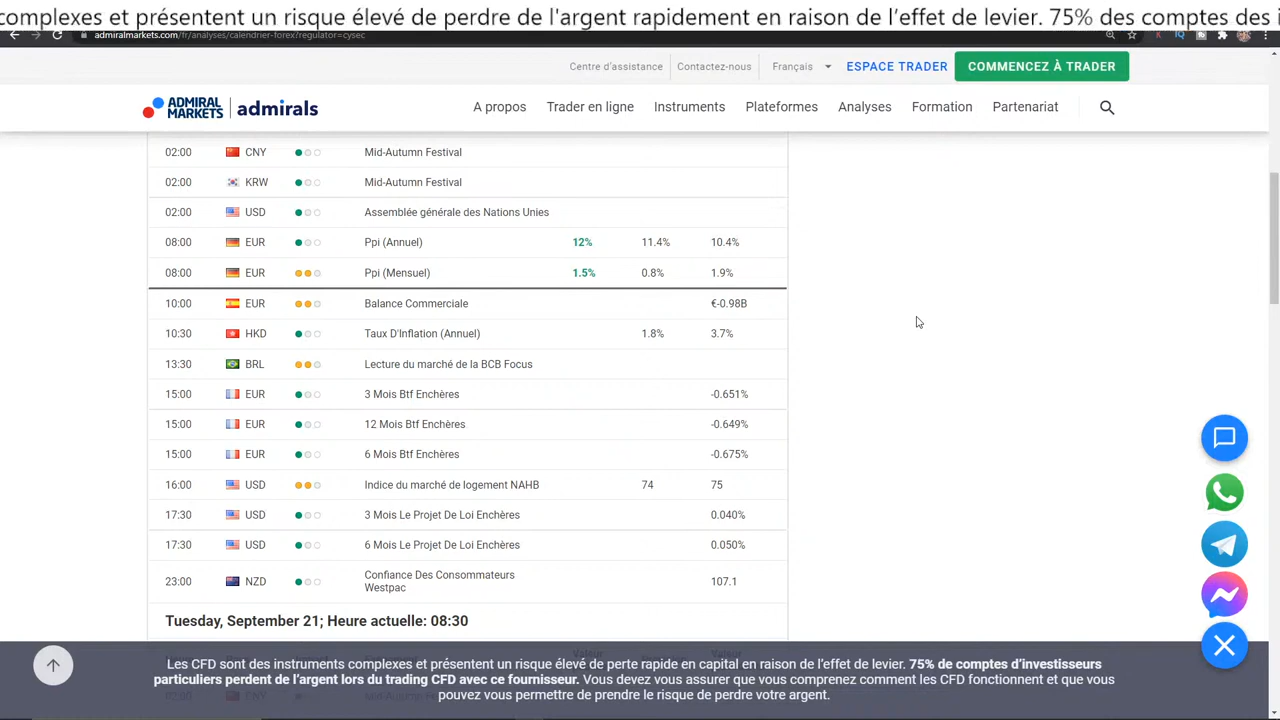 complexes et présentent un risque élevé de perdre de l'argent rapidement en raison de l'effet de levier. 75% des comptes des i
admiralmarkets.com/fr/analyses/calendrier-forex?regulator=cysec
Centre d'assistance Contactez-nous Français ESPACE TRADER COMMENCEZ À TRADER
ADMIRAL MARKETS admirals A propos Trader en ligne Instruments Plateformes Analyses Formation Partenariat
02:00 CNY Mid-Autumn Festival
02:00 KRW Mid-Autumn Festival
02:00 USD Assemblée générale des Nations Unies
08:00 EUR Ppi (Annuel) 12% 11.4% 10.4%
08:00 EUR Ppi (Mensuel) 1.5% 0.8% 1.9%
10:00 EUR Balance Commerciale €-0.98B
10:30 HKD Taux D'Inflation (Annuel) 1.8% 3.7%
13:30 BRL Lecture du marché de la BCB Focus
15:00 EUR 3 Mois Btf Enchères -0.651%
15:00 EUR 12 Mois Btf Enchères -0.649%
15:00 EUR 6 Mois Btf Enchères -0.675%
16:00 USD Indice du marché de logement NAHB 74 75
17:30 USD 3 Mois Le Projet De Loi Enchères 0.040%
17:30 USD 6 Mois Le Projet De Loi Enchères 0.050%
23:00 NZD Confiance Des Consommateurs Westpac 107.1
Tuesday, September 21; Heure actuelle: 08:30
Les CFD sont des instruments complexes et présentent un risque élevé de perte rapide en capital en raison de l'effet de levier. 75% de comptes d'investisseurs
particuliers perdent de l'argent lors du trading CFD avec ce fournisseur. Vous devez vous assurer que vous comprenez comment les CFD fonctionnent et que vous
pouvez vous permettre de prendre le risque de perdre votre argent.